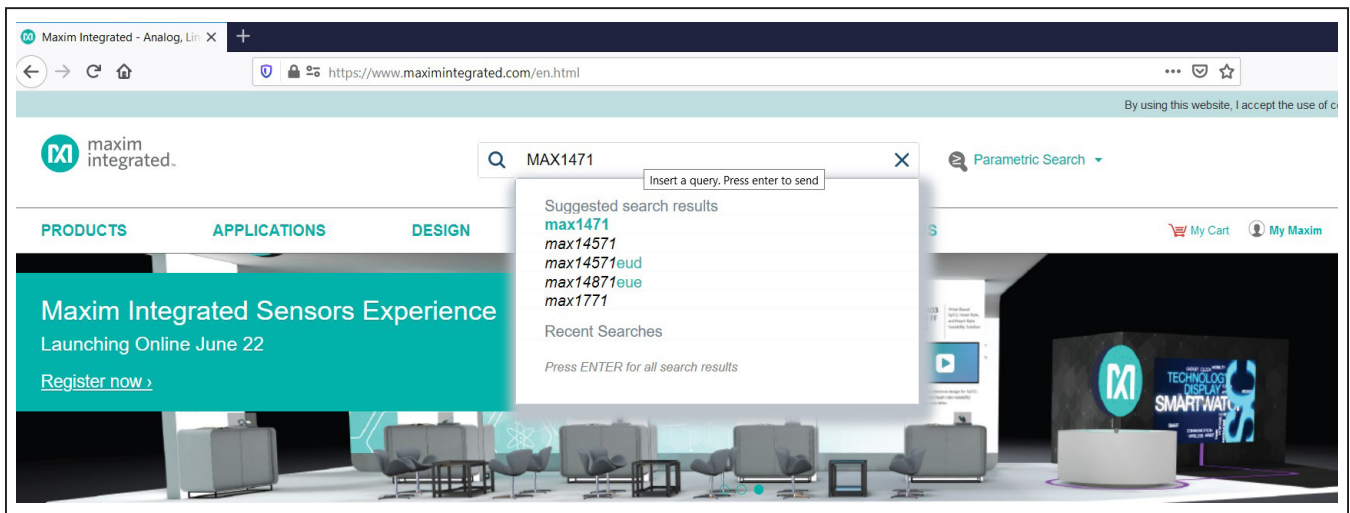 Maxim Integrated - Analog, Lin
https://www.maximintegrated.com/en.html
By using this website, I accept the use of c
maxim
integrated
MAX1471
Parametric Search
Insert a query. Press enter to send
Suggested search results
max1471
max14571
max14571eud
max14871eue
max1771
Recent Searches
Press ENTER for all search results
PRODUCTS
APPLICATIONS
DESIGN
S
My Cart
My Maxim
Maxim Integrated Sensors Experience
Launching Online June 22
Register now ›
TECHNOLOGY
DISPLAY
SMARTWATC